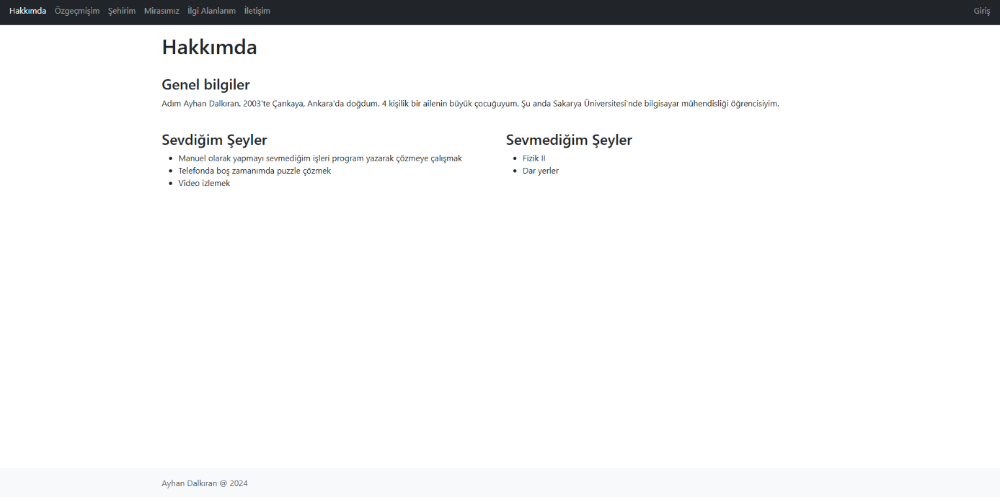 Hakkımda Özgeçmişim Şehirim Mirasımız İlgi Alanlarım İletişim Giriş
Hakkımda
Genel bilgiler
Adım Ayhan Dalkıran. 2003'te Çankaya, Ankara'da doğdum. 4 kişilik bir ailenin büyük çocuğuyum. Şu anda Sakarya Üniversitesi'nde bilgisayar mühendisliği öğrencisiyim.
Sevdiğim Şeyler
Manuel olarak yapmayı sevmediğim işleri program yazarak çözmeye çalışmak
Telefonda boş zamanımda puzzle çözmek
Video izlemek
Sevmediğim Şeyler
Fizik II
Dar yerler
Ayhan Dalkıran @ 2024